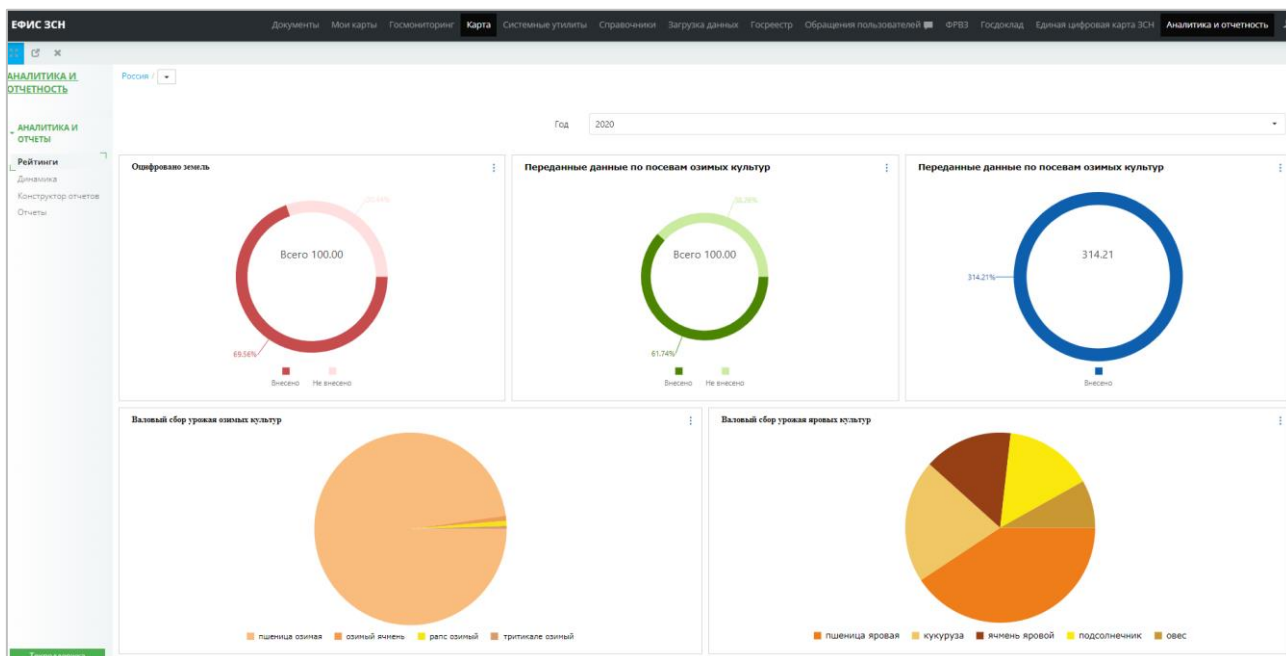 ЕФИС ЗСН
Документы Мои карты Госмониторинг Карта Системные утилиты Справочники Загрузка данных Госреестр Обращения пользователей ФРВЗ Госдоклад Единая цифровая карта ЗСН Аналитика и отчетность
АНАЛИТИКА И
ОТЧЕТНОСТЬ
Россия /
АНАЛИТИКА И
ОТЧЕТЫ
Рейтинги
Динамика
Конструктор отчетов
Отчеты
Год 2020
Оцифровано земель
Всего 100.00
69.56%
Внесено Не внесено
Переданные данные по посевам озимых культур
38.26%
Всего 100.00
61.74%
Внесено Не внесено
Переданные данные по посевам озимых культур
314.21
314.21%
Внесено
Валовый сбор урожая озимых культур
пшеница озимая озимый ячмень рапс озимый тритикале озимый
Валовый сбор урожая яровых культур
пшеница яровая кукуруза ячмень яровой подсолнечник овес